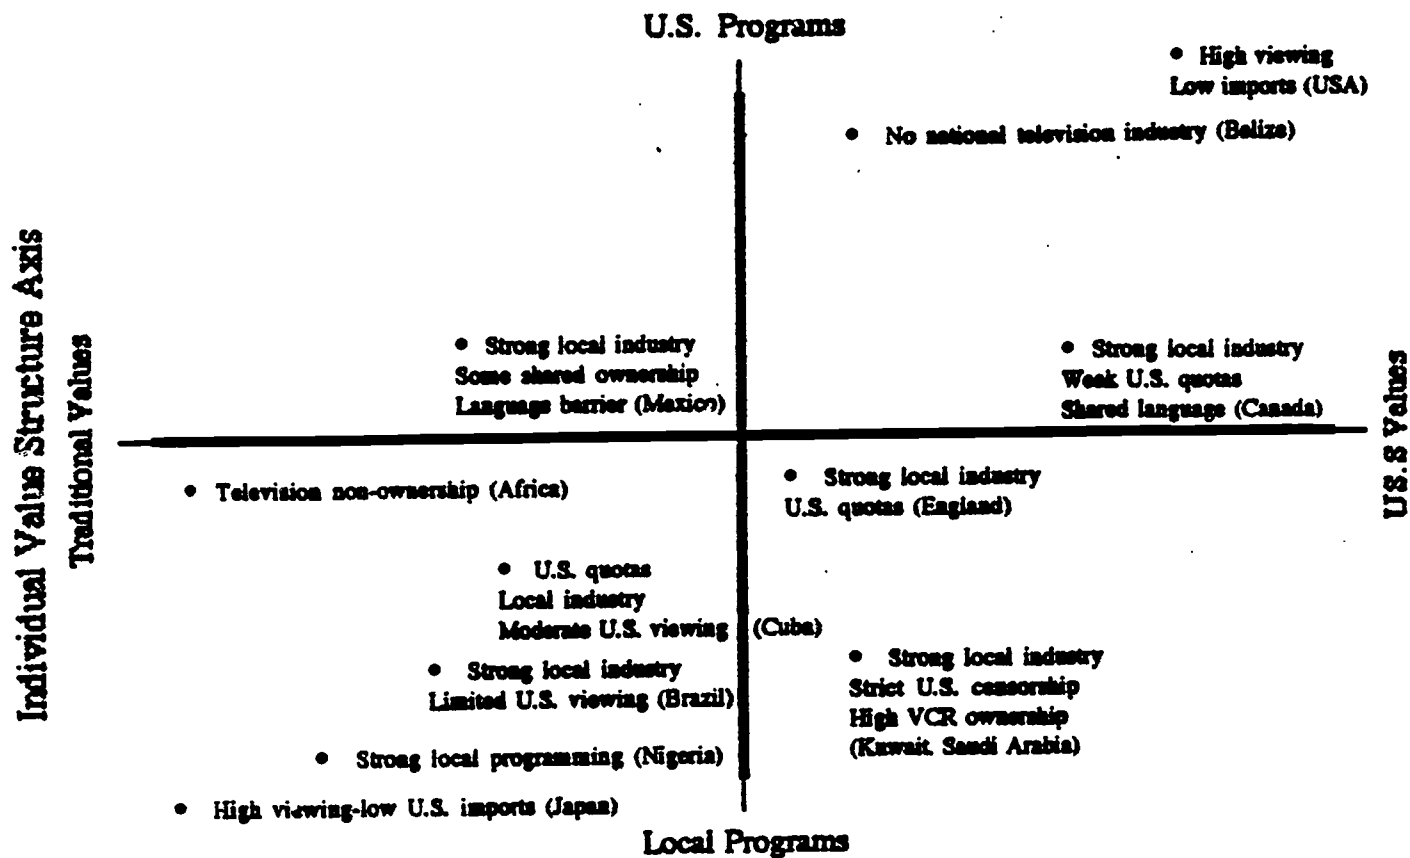 U.S. Programs
• High viewing
Low imports (USA)
• No national television industry (Belize)
Individual Value Structure Axis
Traditional Values
• Strong local industry
Some shared ownership
Language barrier (Mexico)
• Strong local industry
Weak U.S. quotas
Shared language (Canada)
U.S Values
• Television non-ownership (Africa)
• Strong local industry
U.S. quotas (England)
• U.S. quotas
Local industry
Moderate U.S. viewing (Cuba)
• Strong local industry
Limited U.S. viewing (Brazil)
• Strong local industry
Strict U.S. censorship
High VCR ownership
(Kuwait. Saudi Arabia)
• Strong local programming (Nigeria)
• High viewing-low U.S. imports (Japan)
Local Programs